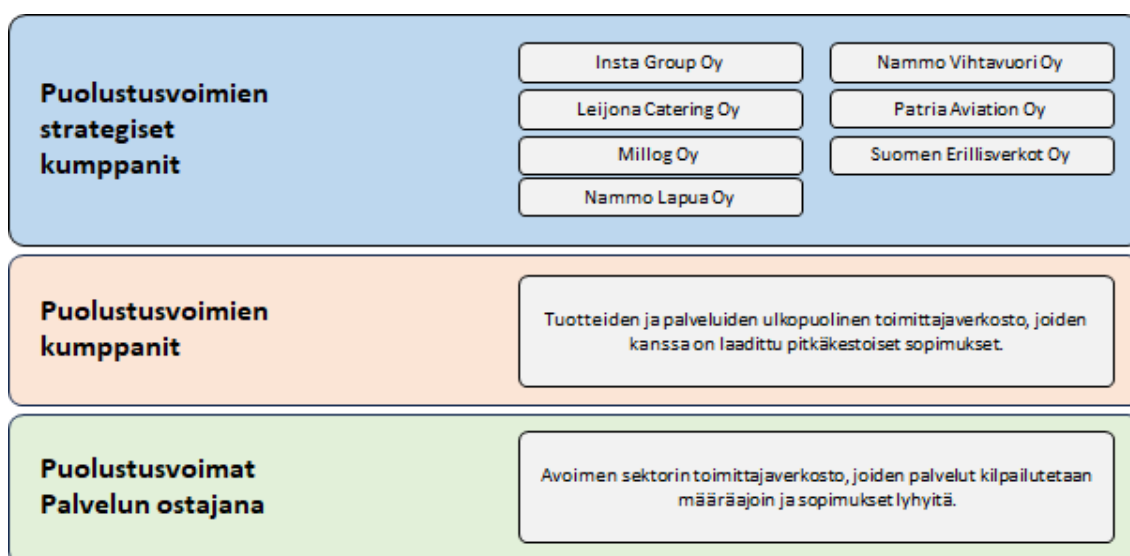 Puolustusvoimien
strategiset
kumppanit
Insta Group Oy
Nammo Vihtavuori Oy
Leijona Catering Oy
Patria Aviation Oy
Millog Oy
Suomen Erillisverkot Oy
Nammo Lapua Oy
Puolustusvoimien
kumppanit
Tuotteiden ja palveluiden ulkopuolinen toimittajaverkosto, joiden
kanssa on laadittu pitkäkestoiset sopimukset.
Puolustusvoimat
Palvelun ostajana
Avoimen sektorin toimittajaverkosto, joiden palvelut kilpailutetaan
määräajoin ja sopimukset lyhyitä.